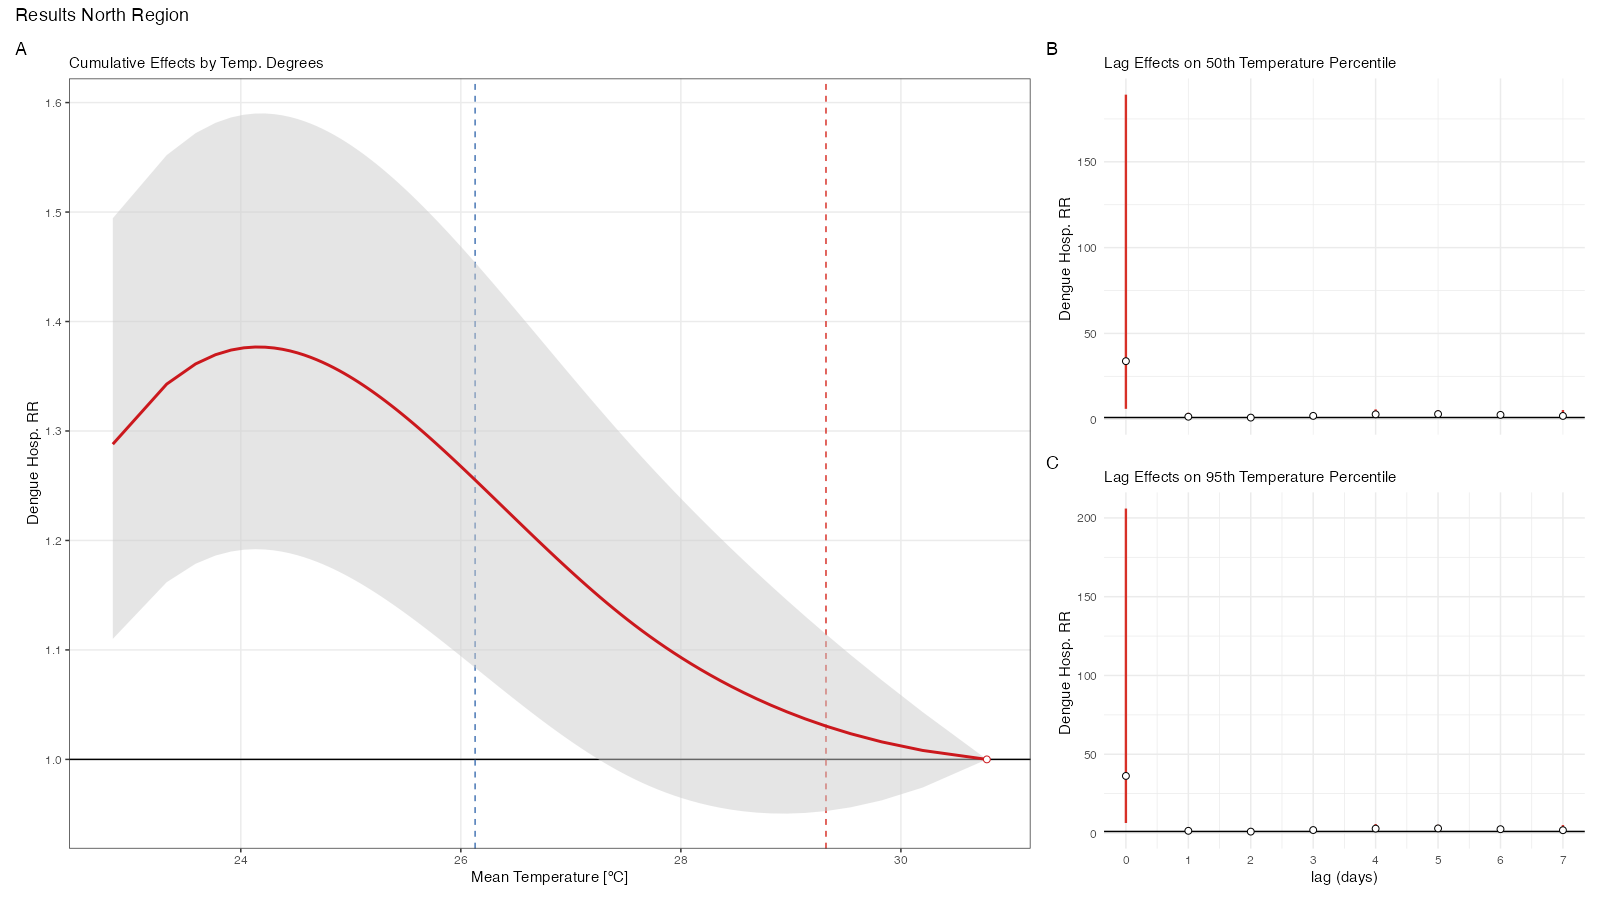 Results North Region
A
Cumulative Effects by Temp. Degrees
Dengue Hosp. RR
1.6
1.5
1.4
1.3
1.2
1.1
1.0
24 26 28 30
Mean Temperature [°C]
B
Lag Effects on 50th Temperature Percentile
Dengue Hosp. RR
150
100
50
0
C
Lag Effects on 95th Temperature Percentile
Dengue Hosp. RR
200
150
100
50
0
0 1 2 3 4 5 6 7
lag (days)